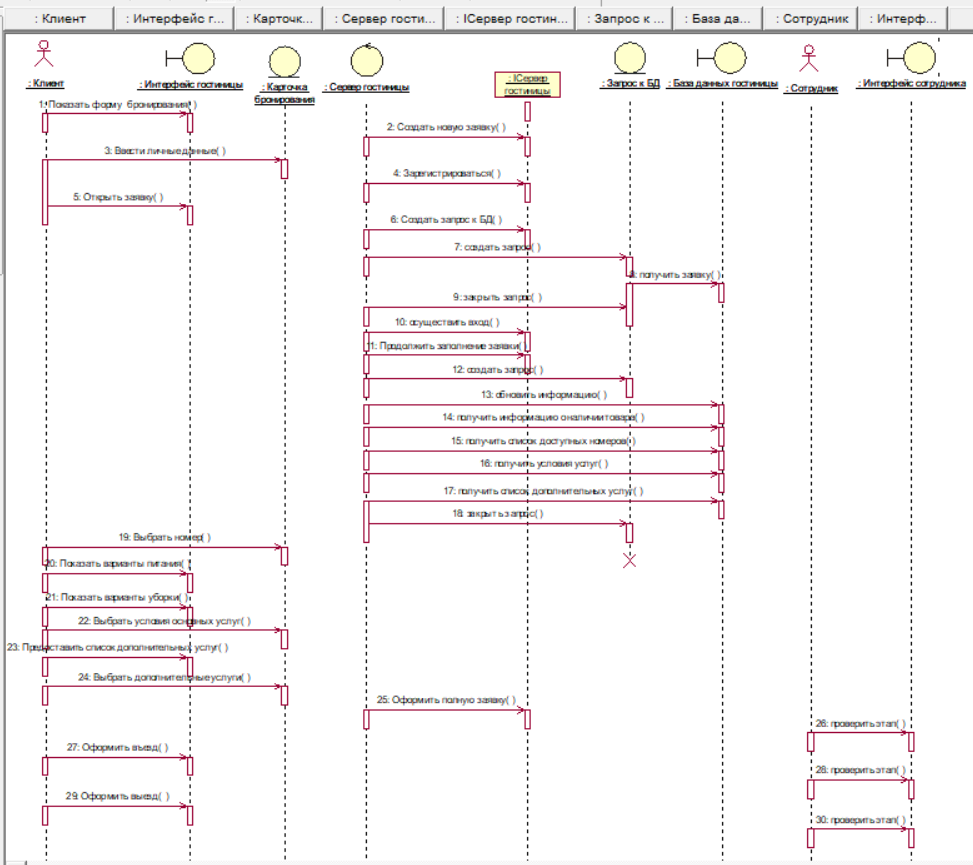 : Клиент
: Интерфейс г...
: Карточк...
: Сервер гости...
: IСервер гостин...
: Запрос к ...
: База да...
: Сотрудник
: Интерф...
: Клиент
: Интерфейс гостиницы
: Карточка
бронирования
: Сервер гостиницы
: IСервер
гостиницы
: Запрос к БД
: База данных гостиницы
: Сотрудник
: Интерфейс сотрудника
1: Показать форму бронирования( )
2: Создать новую заявку( )
3: Ввести личные данные( )
4: Зарегистрироваться( )
5: Открыть заявку( )
6: Создать запрос к БД( )
7: создать запрос( )
8: получить заявку( )
9: закрыть запрос( )
10: осуществить вход( )
11: Продолжить заполнение заявки( )
12: создать запрос( )
13: обновить информацию( )
14: получить информацию о наличии товара( )
15: получить список доступных номеров( )
16: получить условия услуг( )
17: получить список дополнительных услуг( )
18: закрыть запрос( )
19: Выбрать номер( )
20: Показать варианты питания( )
21: Показать варианты уборки( )
22: Выбрать условия основных услуг( )
23: Предоставить список дополнительных услуг( )
24: Выбрать дополнительные услуги( )
25: Оформить полную заявку( )
26: проверить этап( )
27: Оформить въезд( )
28: проверить этап( )
29: Оформить выезд( )
30: проверить этап( )